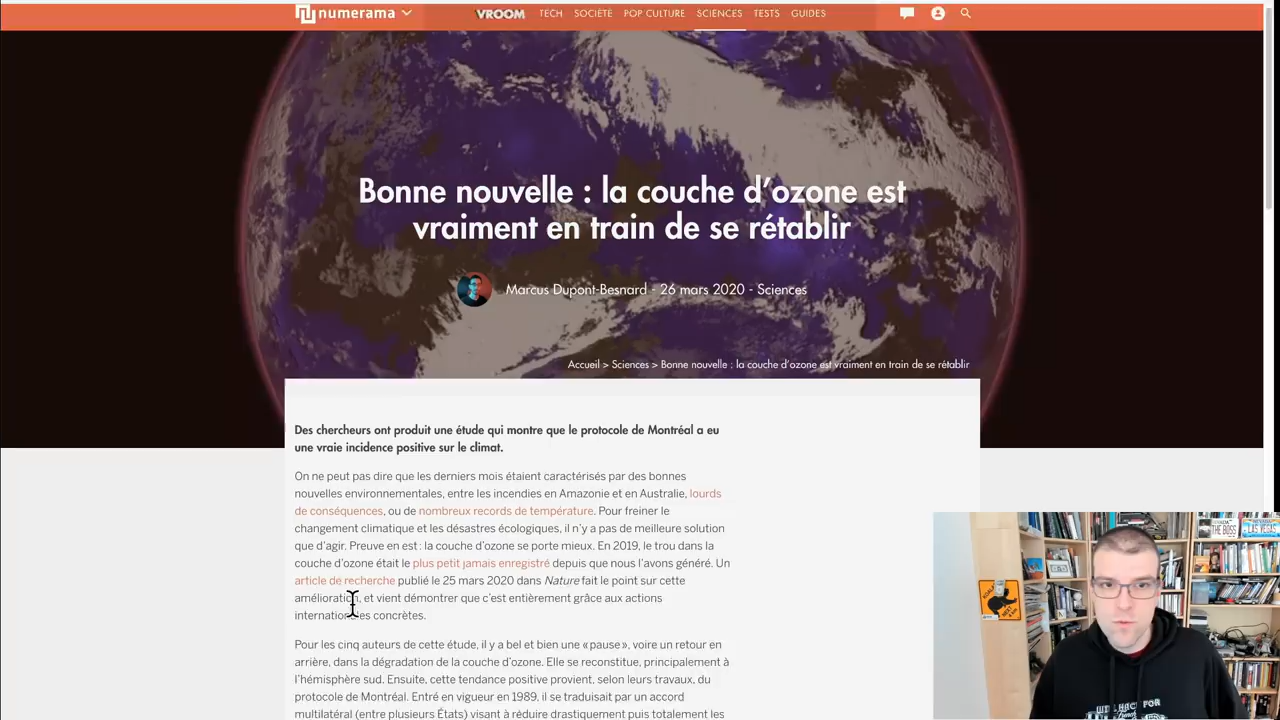 numerama
VROOM TECH SOCIÉTÉ POP CULTURE SCIENCES TESTS GUIDES
Bonne nouvelle : la couche d’ozone est
vraiment en train de se rétablir
Marcus Dupont-Besnard - 26 mars 2020 - Sciences
Accueil > Sciences > Bonne nouvelle : la couche d’ozone est vraiment en train de se rétablir
Des chercheurs ont produit une étude qui montre que le protocole de Montréal a eu
une vraie incidence positive sur le climat.
On ne peut pas dire que les derniers mois étaient caractérisés par des bonnes
nouvelles environnementales, entre les incendies en Amazonie et en Australie, lourds
de conséquences, ou de nombreux records de température. Pour freiner le
changement climatique et les désastres écologiques, il n’y a pas de meilleure solution
que d’agir. Preuve en est : la couche d’ozone se porte mieux. En 2019, le trou dans la
couche d’ozone était le plus petit jamais enregistré depuis que nous l’avons généré. Un
article de recherche publié le 25 mars 2020 dans Nature fait le point sur cette
amélioration, et vient démontrer que c’est entièrement grâce aux actions
internationales concrètes.
Pour les cinq auteurs de cette étude, il y a bel et bien une « pause », voire un retour en
arrière, dans la dégradation de la couche d’ozone. Elle se reconstitue, principalement à
l’hémisphère sud. Ensuite, cette tendance positive provient, selon leurs travaux, du
protocole de Montréal. Entré en vigueur en 1989, il se traduisait par un accord
multilatéral (entre plusieurs États) visant à réduire drastiquement puis totalement les
THE BOSS
LAS VEGAS
WILL HACK FOR